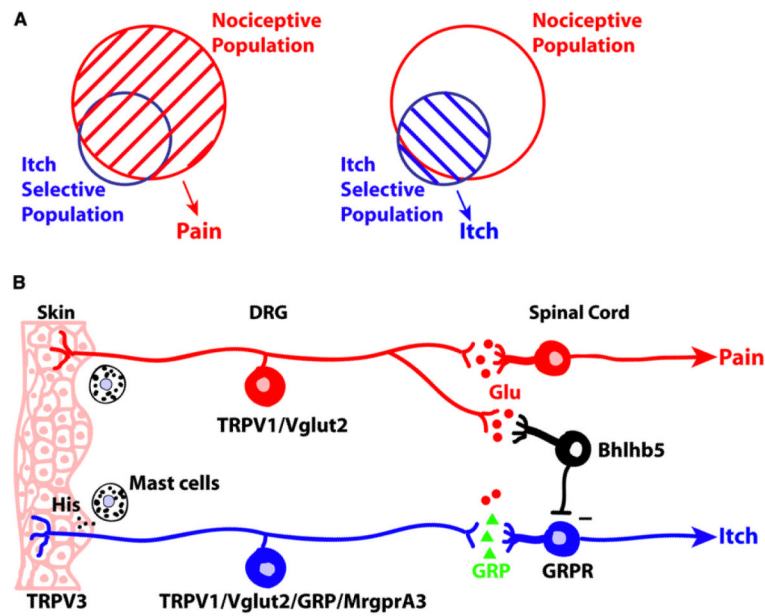 A
Nociceptive
Population
Itch
Selective
Population
Pain
Nociceptive
Population
Itch
Selective
Population
Itch
B
Skin
DRG
Spinal Cord
Pain
Glu
TRPV1/Vglut2
Bhlhb5
Mast cells
His
–
Itch
GRP
GRPR
TRPV3
TRPV1/Vglut2/GRP/MrgprA3